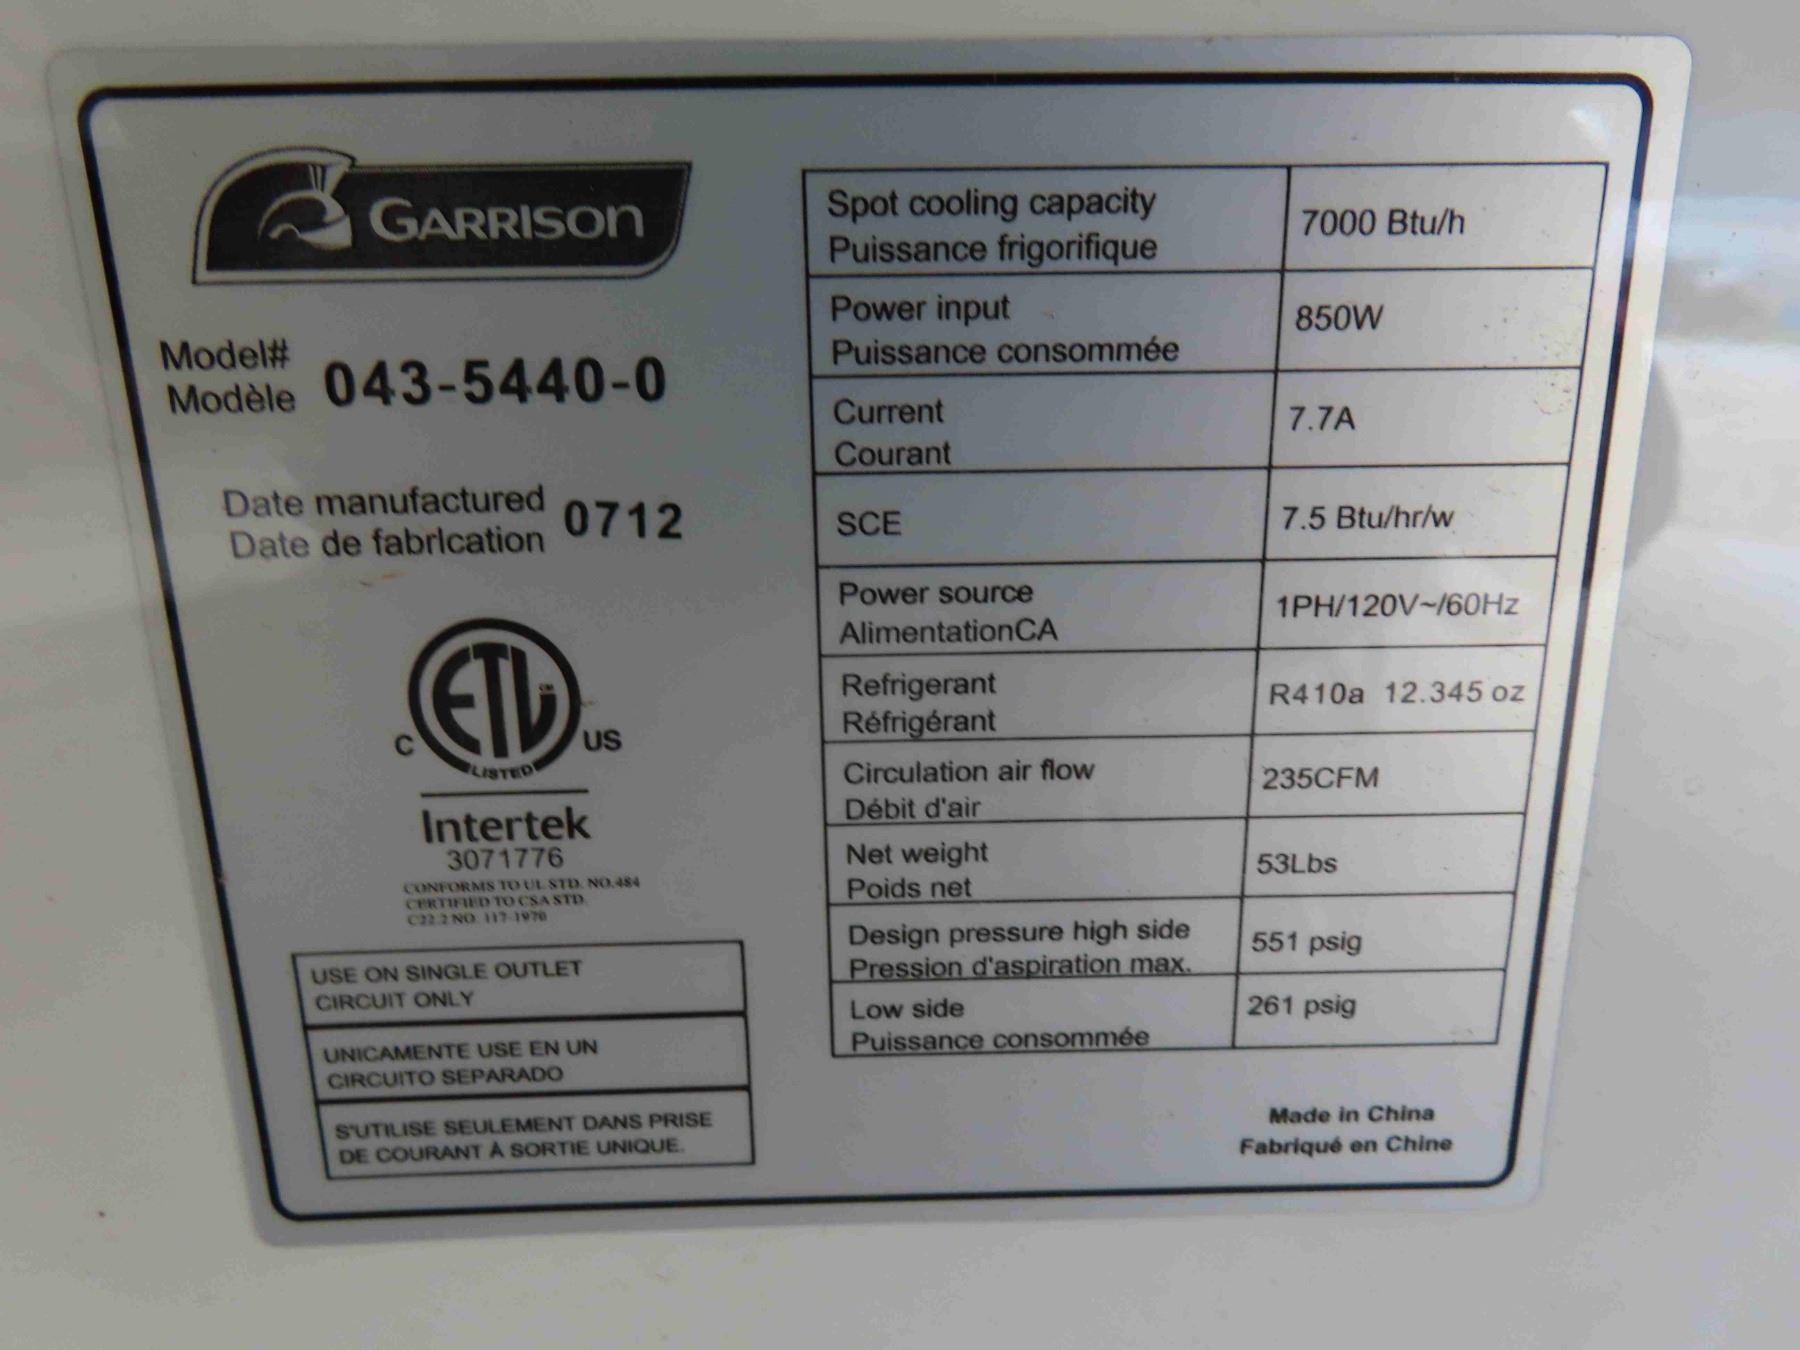 GARRISON
Model#
Modèle 043-5440-0
Date manufactured
Date de fabrication 0712
ETL CM
C US
LISTED
Intertek
3071776
CONFORMS TO UL STD. NO.484
CERTIFIED TO CSA STD.
C22.2 NO. 117-1970
USE ON SINGLE OUTLET
CIRCUIT ONLY
UNICAMENTE USE EN UN
CIRCUITO SEPARADO
S'UTILISE SEULEMENT DANS PRISE
DE COURANT À SORTIE UNIQUE.
Spot cooling capacity
Puissance frigorifique 7000 Btu/h
Power input
Puissance consommée 850W
Current
Courant 7.7A
SCE 7.5 Btu/hr/w
Power source
AlimentationCA 1PH/120V~/60Hz
Refrigerant
Réfrigérant R410a 12.345 oz
Circulation air flow
Débit d'air 235CFM
Net weight
Poids net 53Lbs
Design pressure high side
Pression d'aspiration max. 551 psig
Low side
Puissance consommée 261 psig
Made in China
Fabriqué en Chine